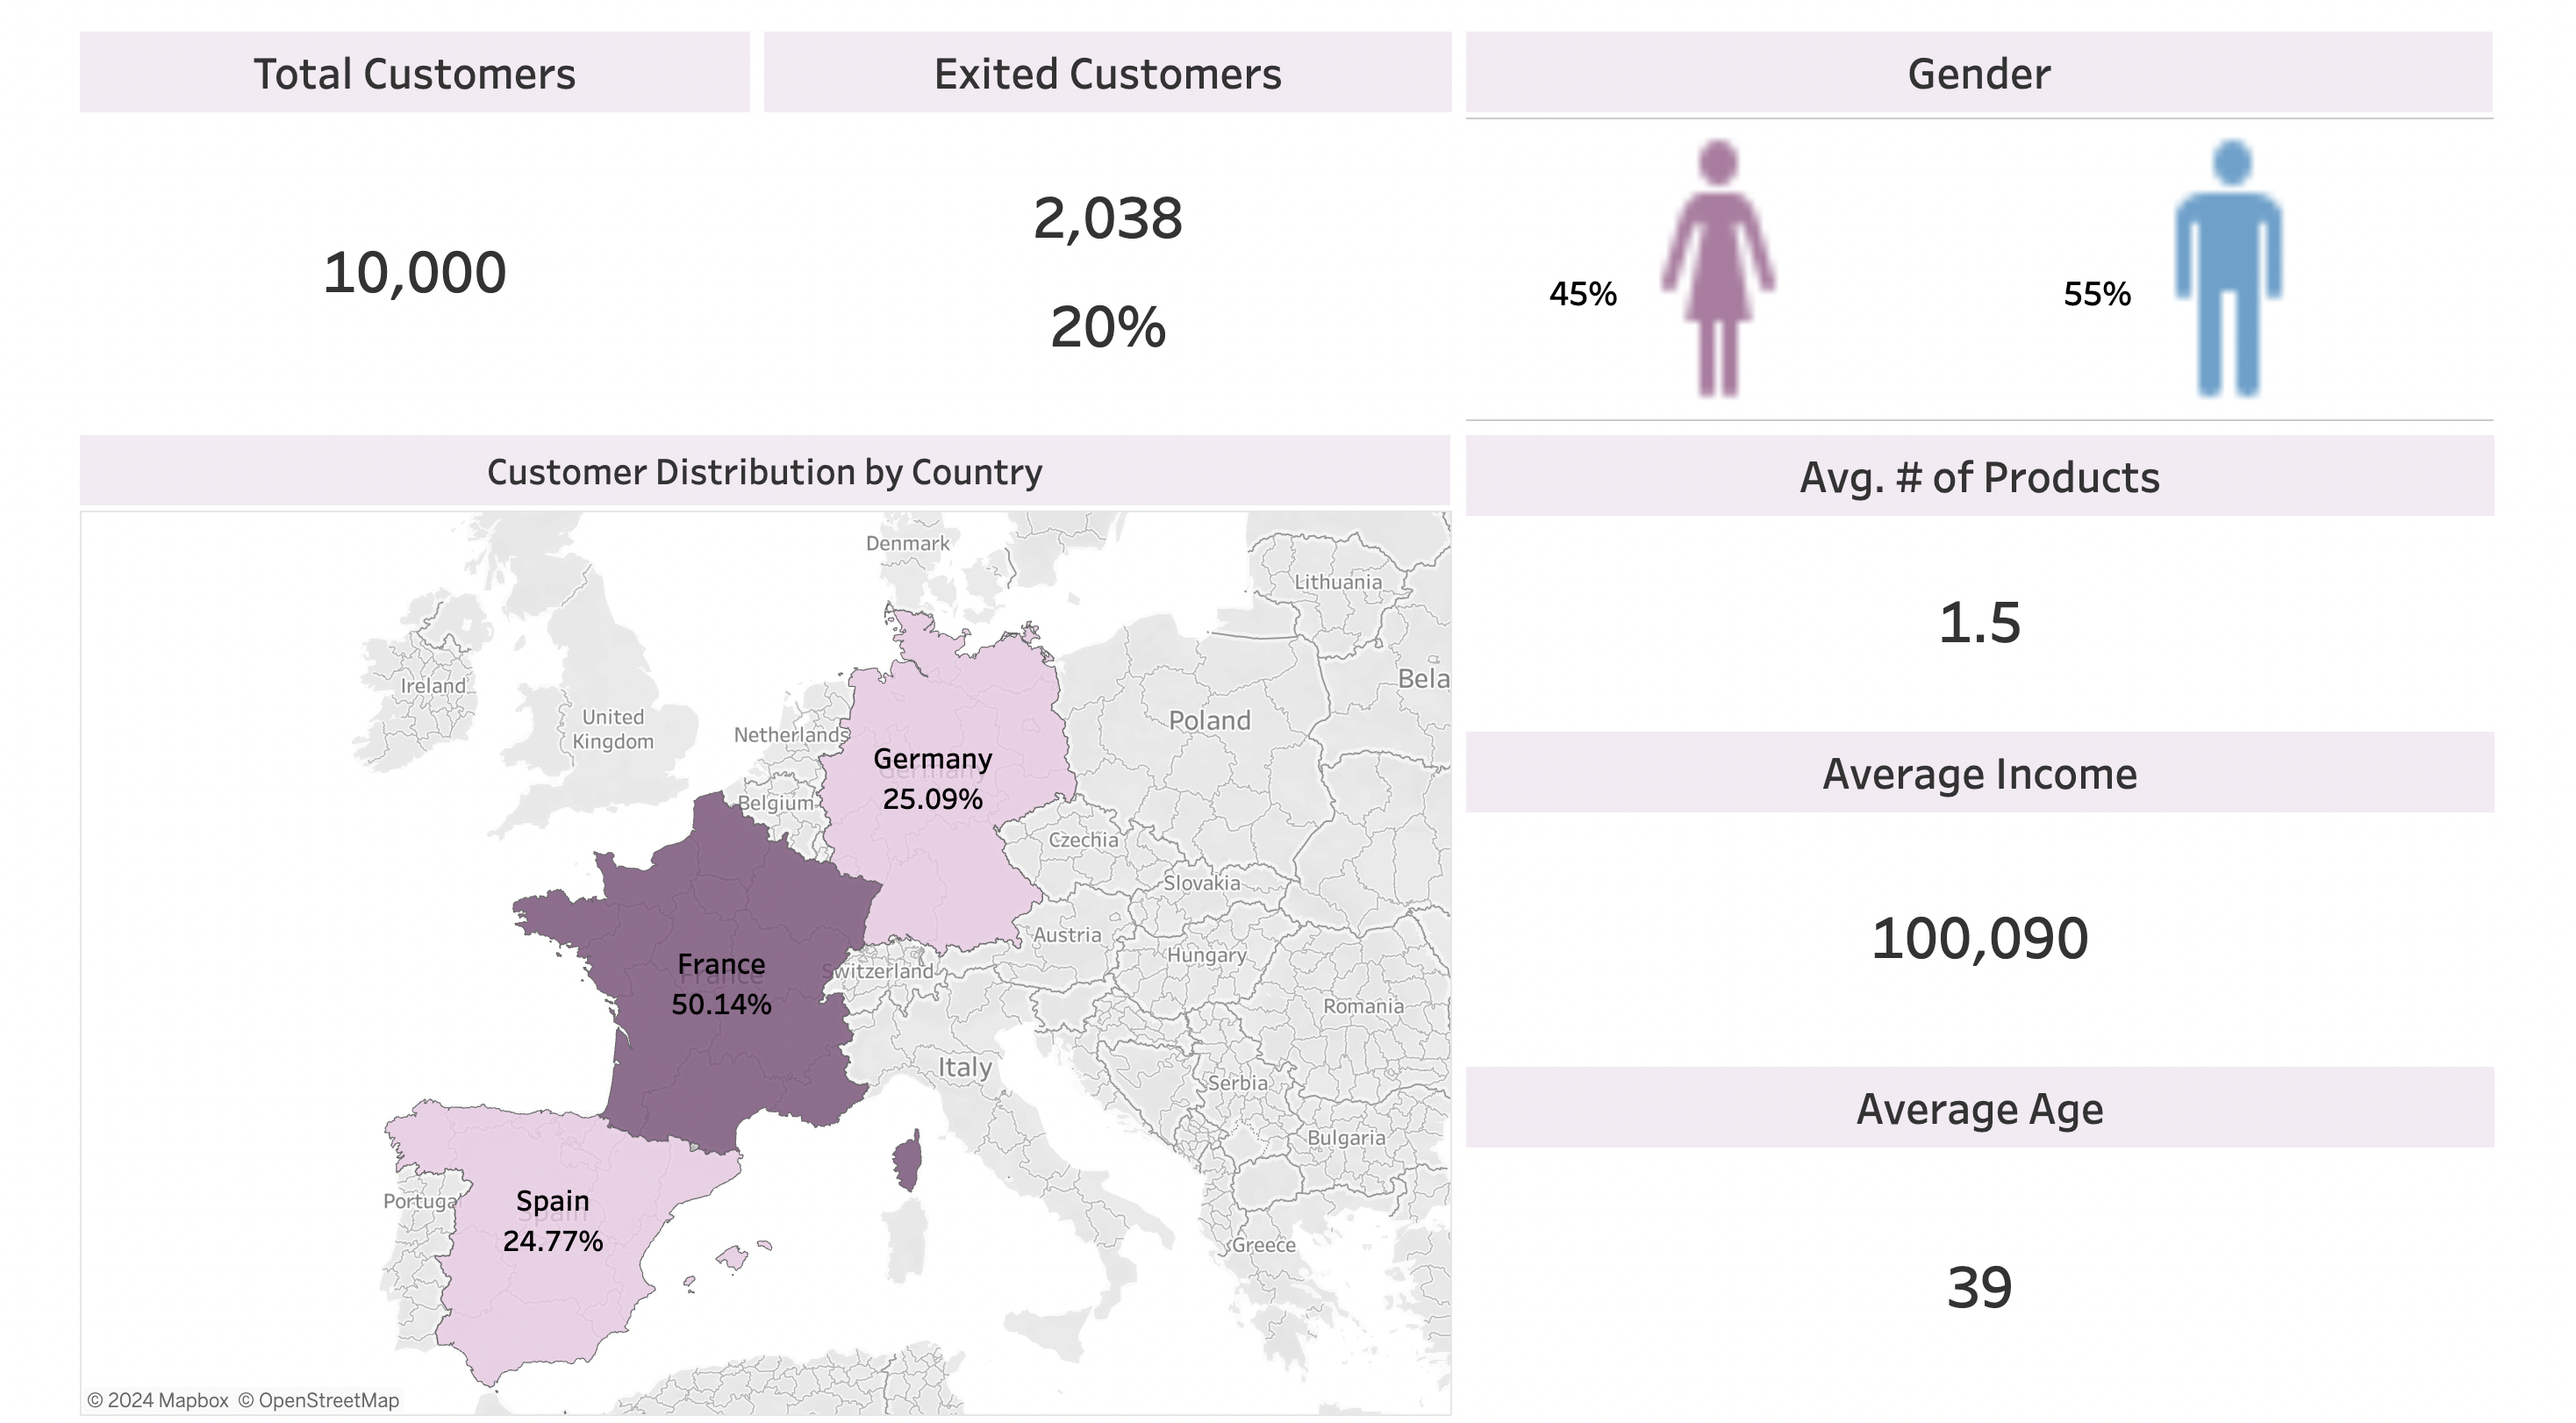 Total Customers
Exited Customers
Gender
10,000
2,038
20%
45%
55%
Customer Distribution by Country
Denmark
Lithuania
Ireland
United
Kingdom
Netherlands
Bela
Poland
Germany
Germany
25.09%
Belgium
Czechia
Slovakia
Austria
Hungary
France
France
50.14%
Switzerland
Romania
Italy
Serbia
Bulgaria
Portuga
Spain
Spain
24.77%
Greece
© 2024 Mapbox © OpenStreetMap
Avg. # of Products
1.5
Average Income
100,090
Average Age
39